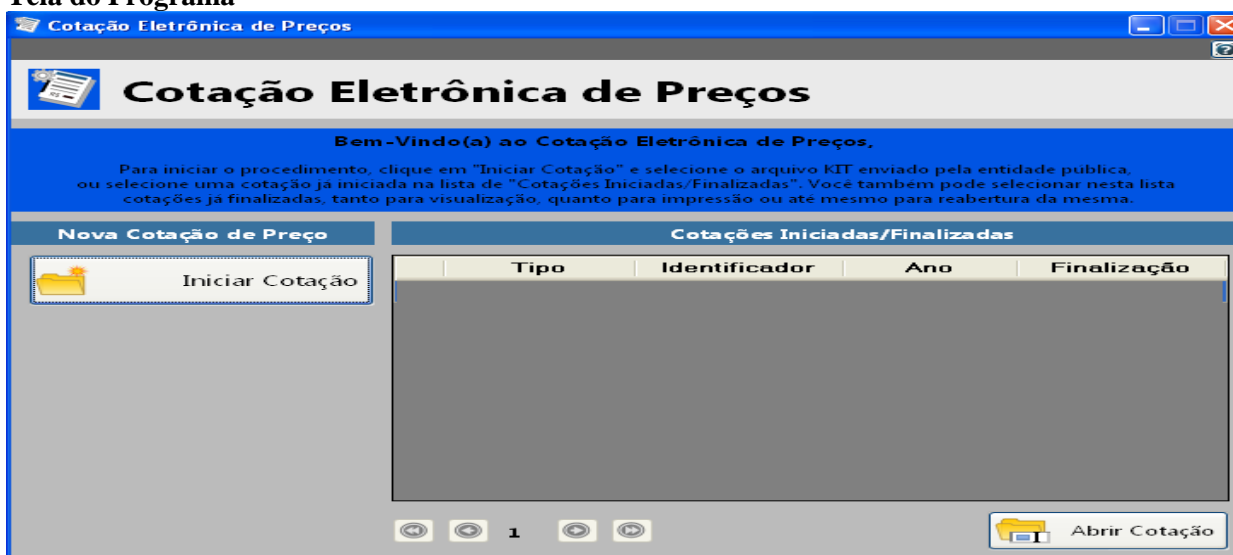 Tela do Programa
Cotação Eletrônica de Preços
Cotação Eletrônica de Preços
Bem-Vindo(a) ao Cotação Eletrônica de Preços,
Para iniciar o procedimento, clique em "Iniciar Cotação" e selecione o arquivo KIT enviado pela entidade pública,
ou selecione uma cotação já iniciada na lista de "Cotações Iniciadas/Finalizadas". Você também pode selecionar nesta lista
cotações já finalizadas, tanto para visualização, quanto para impressão ou até mesmo para reabertura da mesma.
Nova Cotação de Preço
Cotações Iniciadas/Finalizadas
Iniciar Cotação
Tipo Identificador Ano Finalização
1
Abrir Cotação